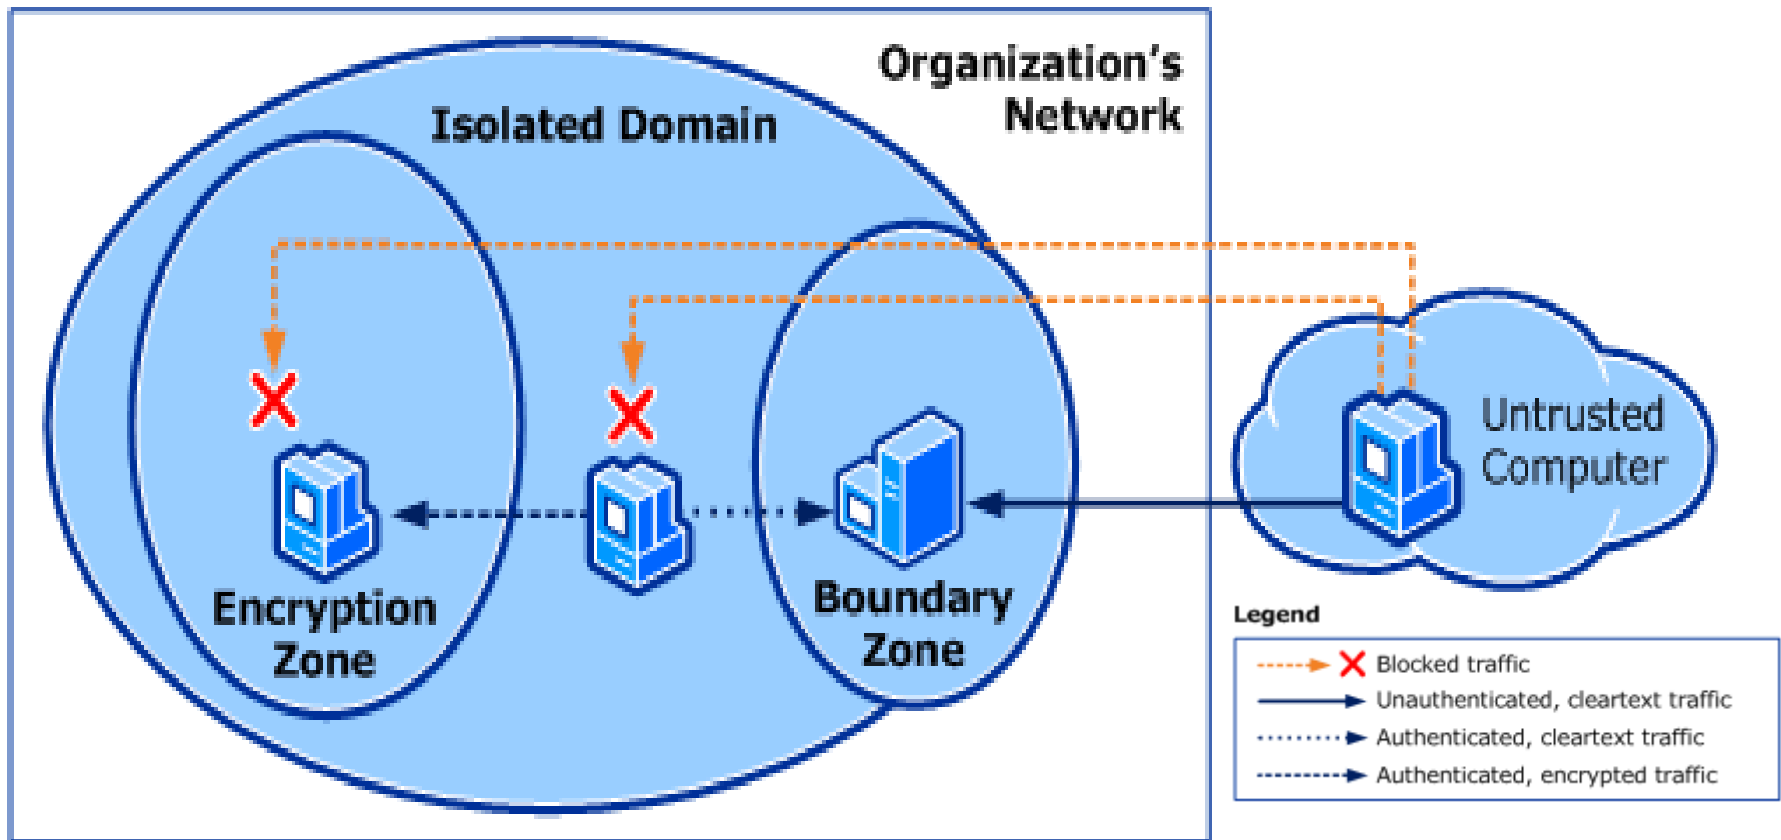 Organization's
Network
Isolated Domain
Encryption
Zone
Boundary
Zone
Untrusted
Computer
Legend
Blocked traffic
Unauthenticated, cleartext traffic
Authenticated, cleartext traffic
Authenticated, encrypted traffic